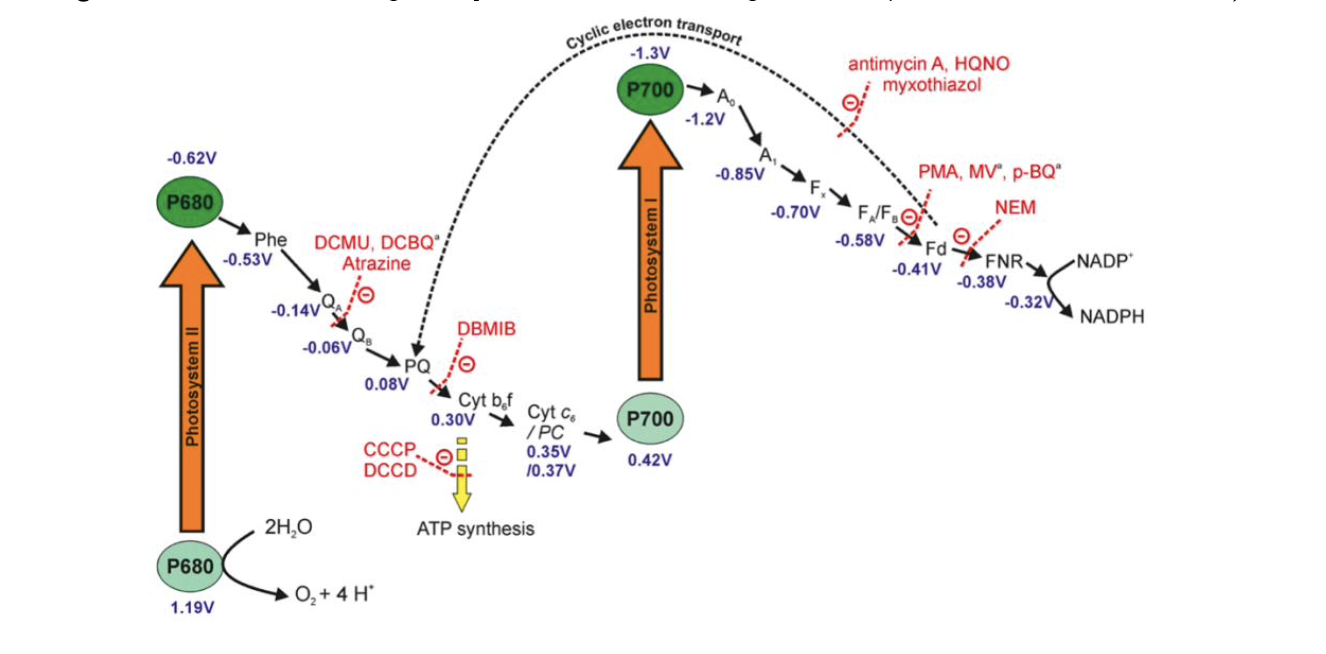 Cyclic electron transport
-1.3V
P700
A₀
-1.2V
A₁
-0.85V
Fₓ
-0.70V
F_A/F_B
-0.58V
Fd
-0.41V
FNR
-0.38V
-0.32V
NADP⁺
NADPH
antimycin A, HQNO
myxothiazol
PMA, MVᵃ, p-BQᵃ
NEM
-0.62V
P680
Phe
-0.53V
DCMU, DCBQᵃ
Atrazine
Q_A
-0.14V
Q_B
-0.06V
PQ
0.08V
DBMIB
Cyt b₆f
0.30V
Cyt c₆
/ PC
0.35V
/0.37V
P700
0.42V
Photosystem I
Photosystem II
CCCP
DCCD
ATP synthesis
2H₂O
P680
O₂ + 4 H⁺
1.19V